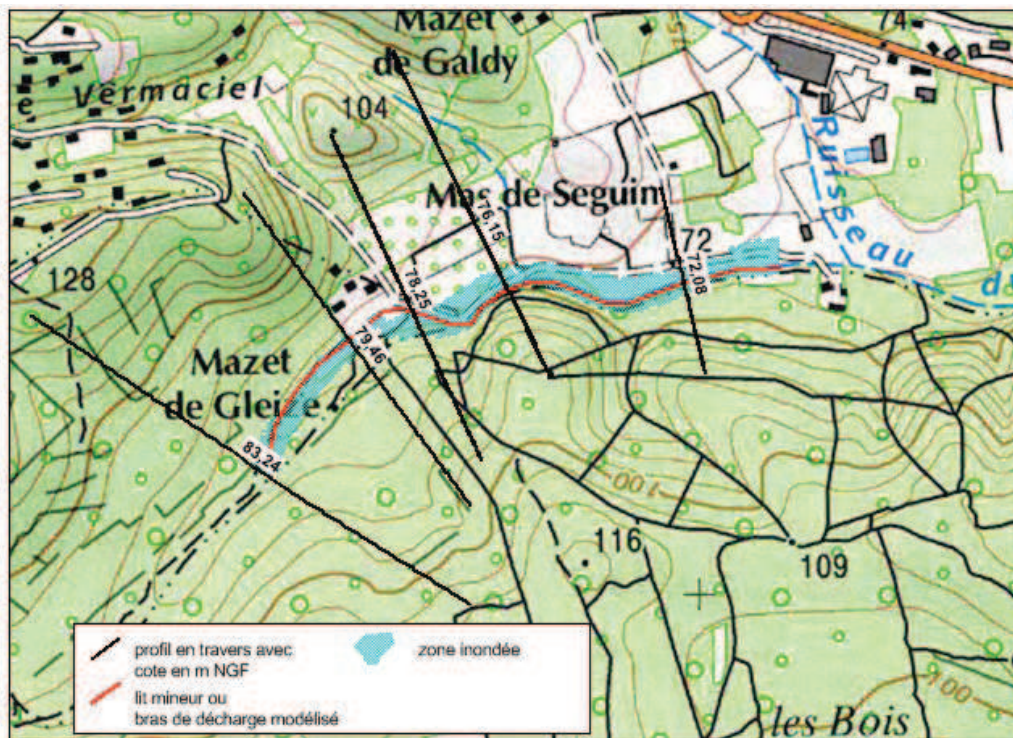 Mazet
de Galdy
74
Vermaciel
104
e
Ruisseau
Mas de Seguin
76,15
72
72,08
d
128
78,25
79,46
Mazet
de Gleize
83,24
100
116
109
profil en travers avec
cote en m NGF
zone inondée
lit mineur ou
bras de décharge modélisé
les Bois